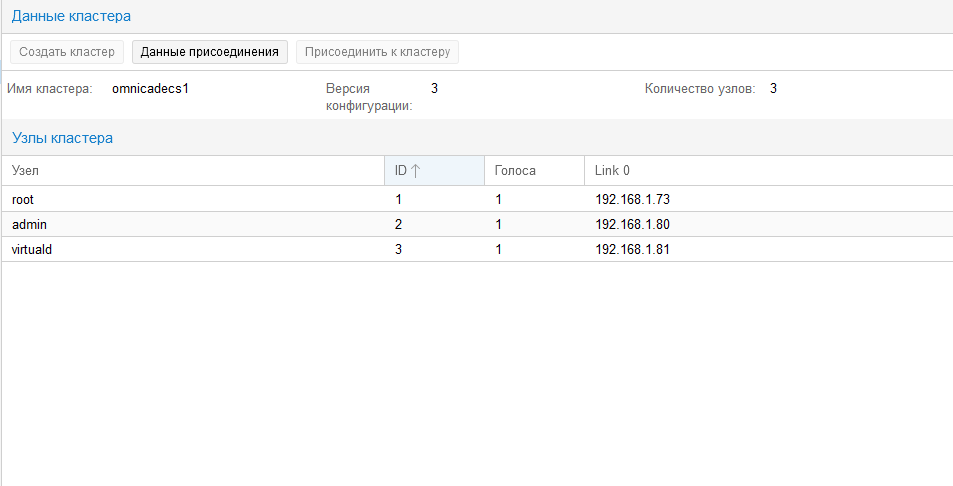 Данные кластера
Создать кластер Данные присоединения Присоединить к кластеру
Имя кластера: omnicadecs1 Версия конфигурации: 3 Количество узлов: 3
Узлы кластера
Узел ID↑ Голоса Link 0
root 1 1 192.168.1.73
admin 2 1 192.168.1.80
virtuald 3 1 192.168.1.81